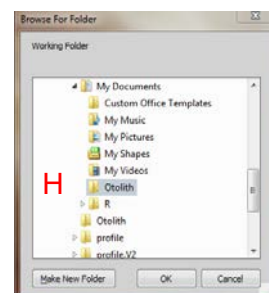 Browse For Folder
Working Folder
My Documents
Custom Office Templates
My Music
My Pictures
My Shapes
My Videos
H Otolith
R
Otolith
profile
profile.V2
Make New Folder OK Cancel